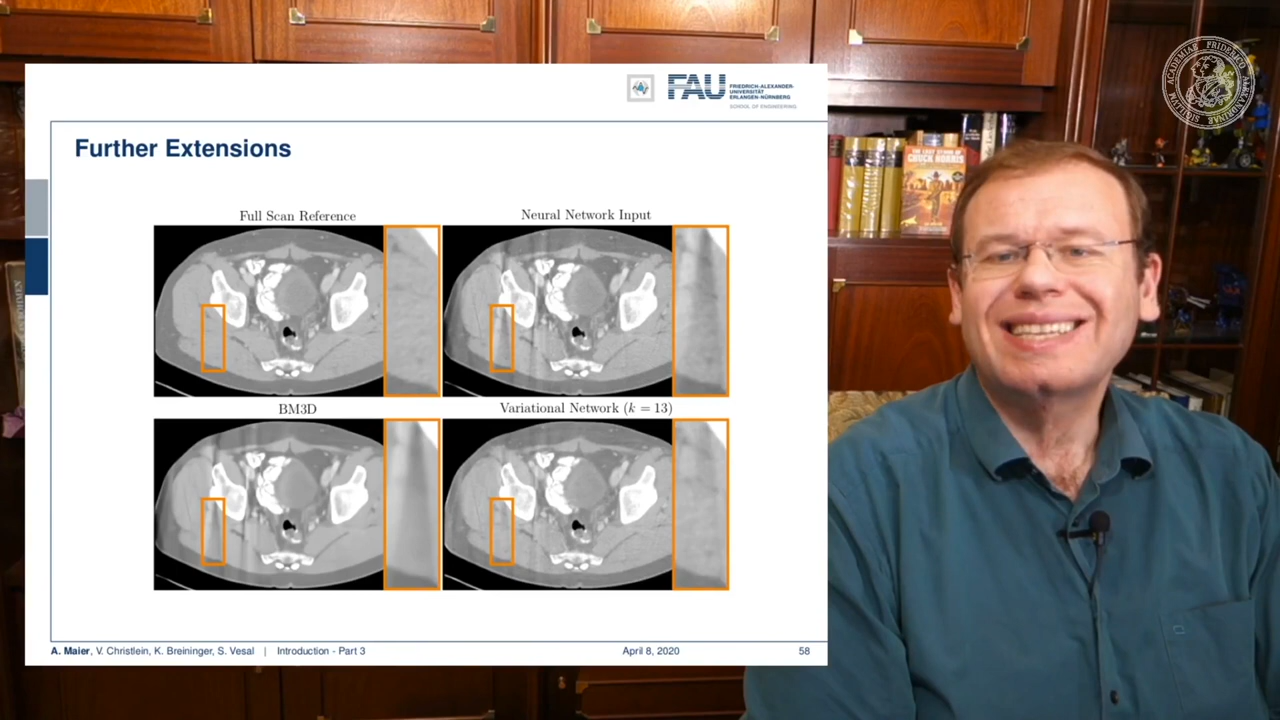 FAU
FRIEDRICH-ALEXANDER-
UNIVERSITÄT
ERLANGEN-NÜRNBERG
SCHOOL OF ENGINEERING
Further Extensions
Full Scan Reference
Neural Network Input
BM3D
Variational Network (k = 13)
A. Maier, V. Christlein, K. Breininger, S. Vesal | Introduction - Part 3
April 8, 2020
58
CHUCK NORRIS